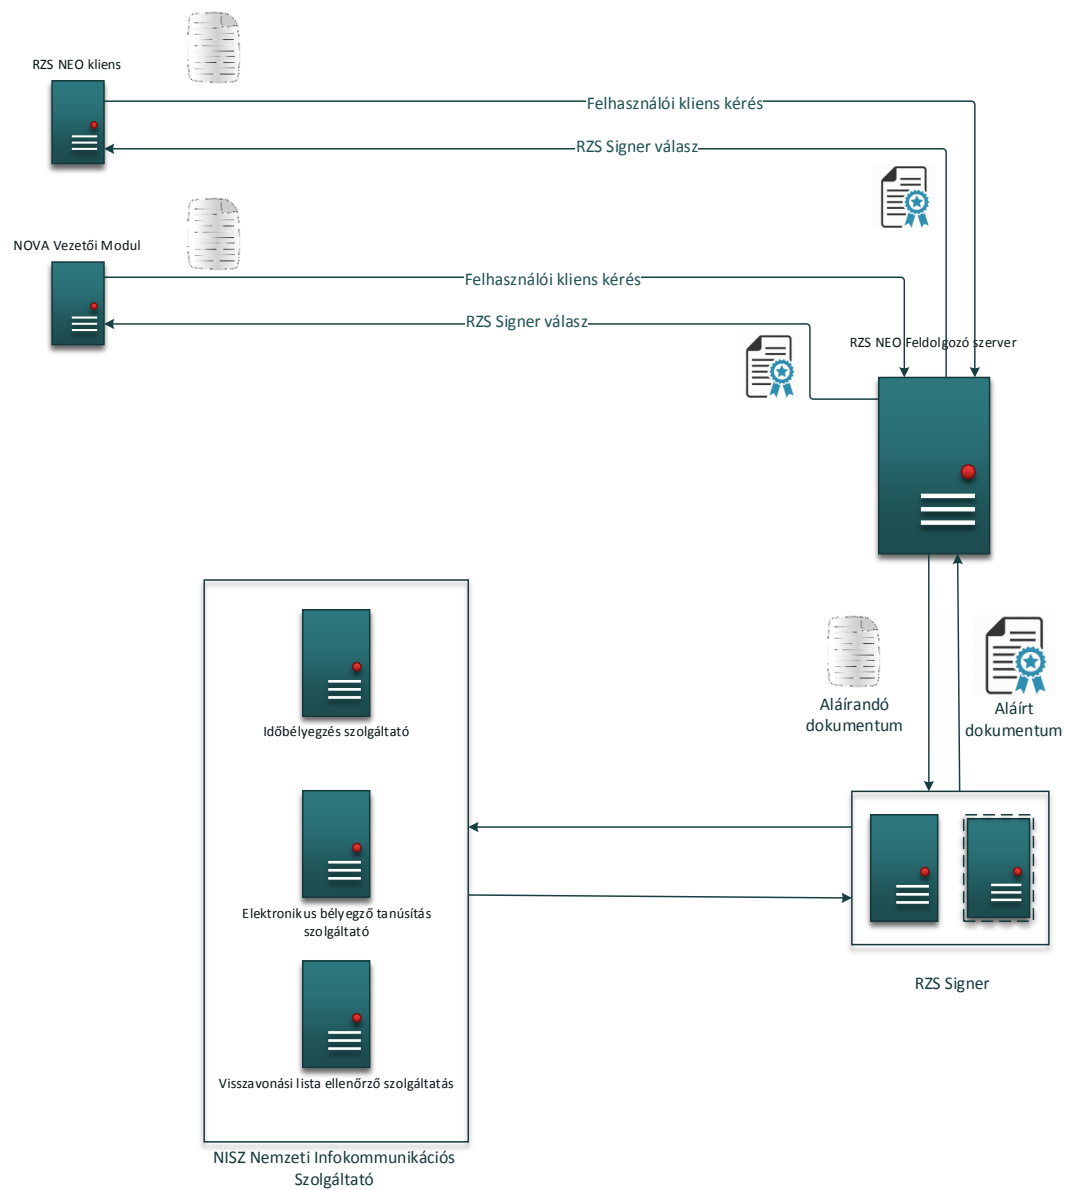 RZS NEO kliens
Felhasználói kliens kérés
RZS Signer válasz
NOVA Vezetői Modul
Felhasználói kliens kérés
RZS Signer válasz
RZS NEO Feldolgozó szerver
Aláírandó
dokumentum
Aláírt
dokumentum
Időbélyegzés szolgáltató
Elektronikus bélyegző tanúsítás
szolgáltató
RZS Signer
Visszavonási lista ellenőrző szolgáltatás
NISZ Nemzeti Infokommunikációs
Szolgáltató